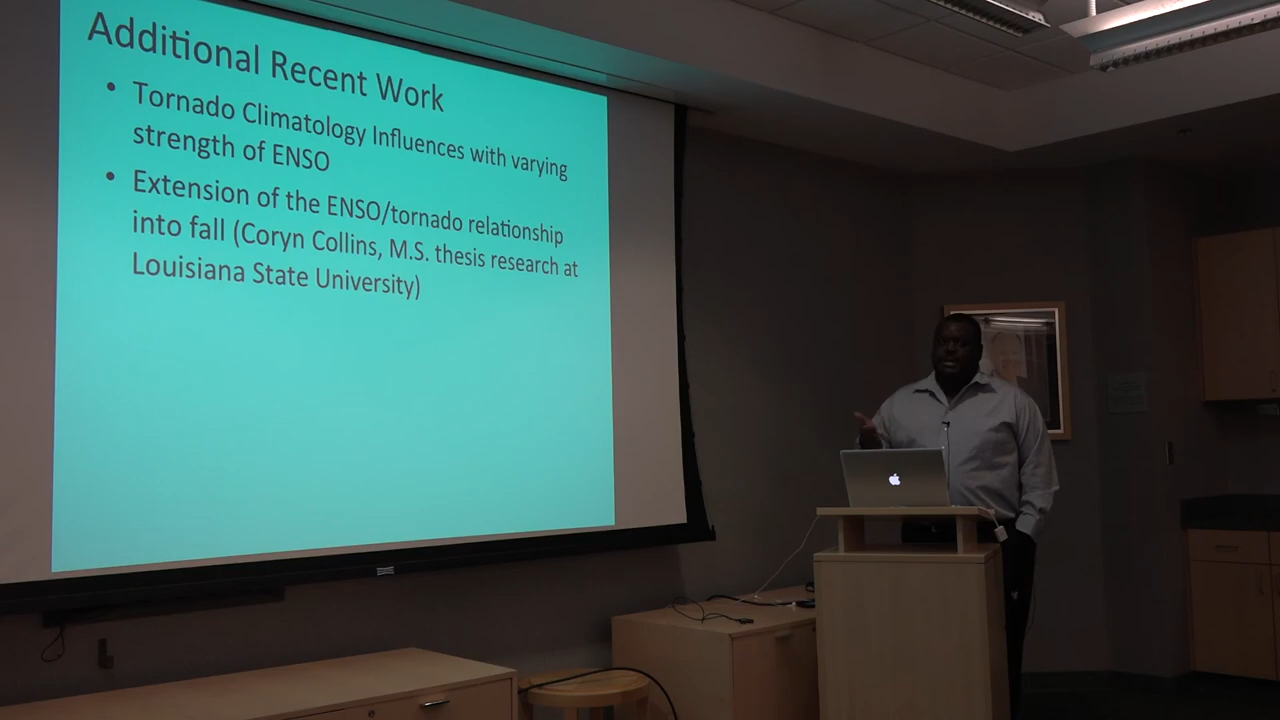 Additional Recent Work
• Tornado Climatology Influences with varying
strength of ENSO
• Extension of the ENSO/tornado relationship
into fall (Coryn Collins, M.S. thesis research at
Louisiana State University)